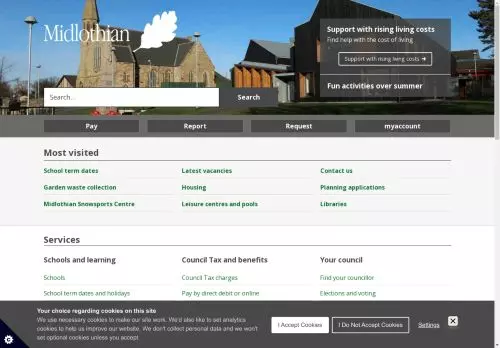 Midlothian
Support with rising living costs
Find help with the cost of living
Support with rising living costs
Fun activities over summer
Search...
Search
Pay
Report
Request
myaccount
Most visited
School term dates
Latest vacancies
Contact us
Garden waste collection
Housing
Planning applications
Midlothian Snowsports Centre
Leisure centres and pools
Libraries
Services
Schools and learning
Council Tax and benefits
Your council
Schools
Council Tax charges
Find your councillor
School term dates and holidays
Pay by direct debit or online
Elections and voting
Your choice regarding cookies on this site
We use necessary cookies to make our site work. We'd also like to set analytics
cookies to help us improve our website. We don't collect personal data and we won't
set optional cookies unless you accept.
I Accept Cookies
I Do Not Accept Cookies
Settings